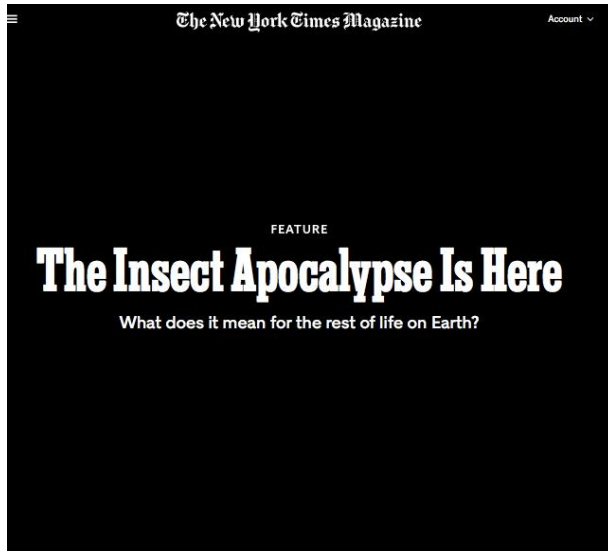 The New York Times Magazine
Account
FEATURE
The Insect Apocalypse Is Here
What does it mean for the rest of life on Earth?